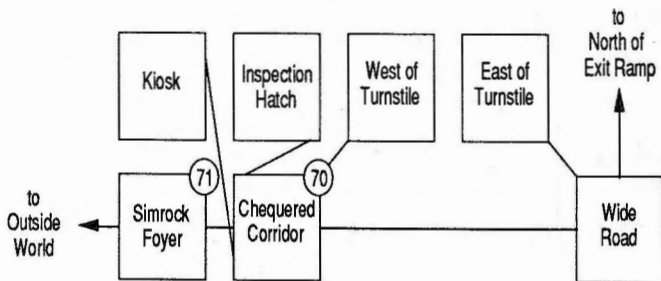 to
North of
Exit Ramp
Kiosk
Inspection
Hatch
West of
Turnstile
East of
Turnstile
71
70
to
Outside
World
Simrock
Foyer
Chequered
Corridor
Wide
Road